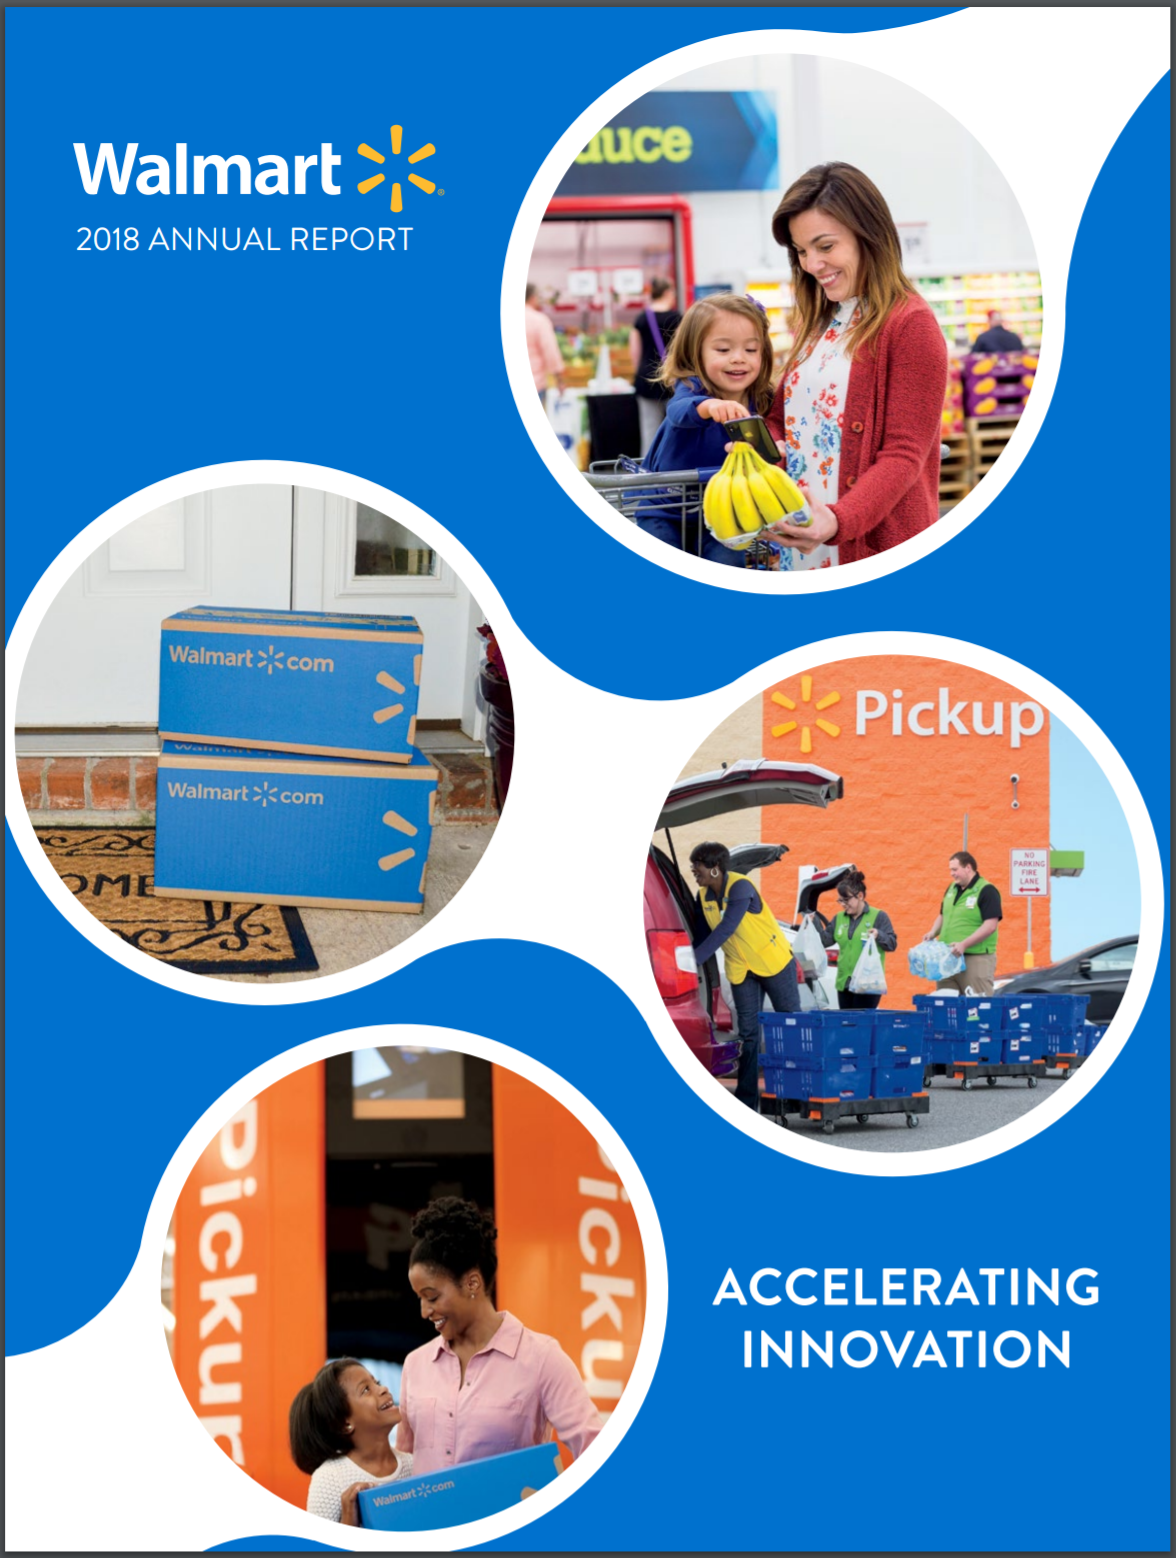 Walmart
2018 ANNUAL REPORT
auce
Walmart com
Walmart com
Pickup
NO
PARKING
FIRE
LANE
Pickup
Pickup
Walmart com
ACCELERATING
INNOVATION